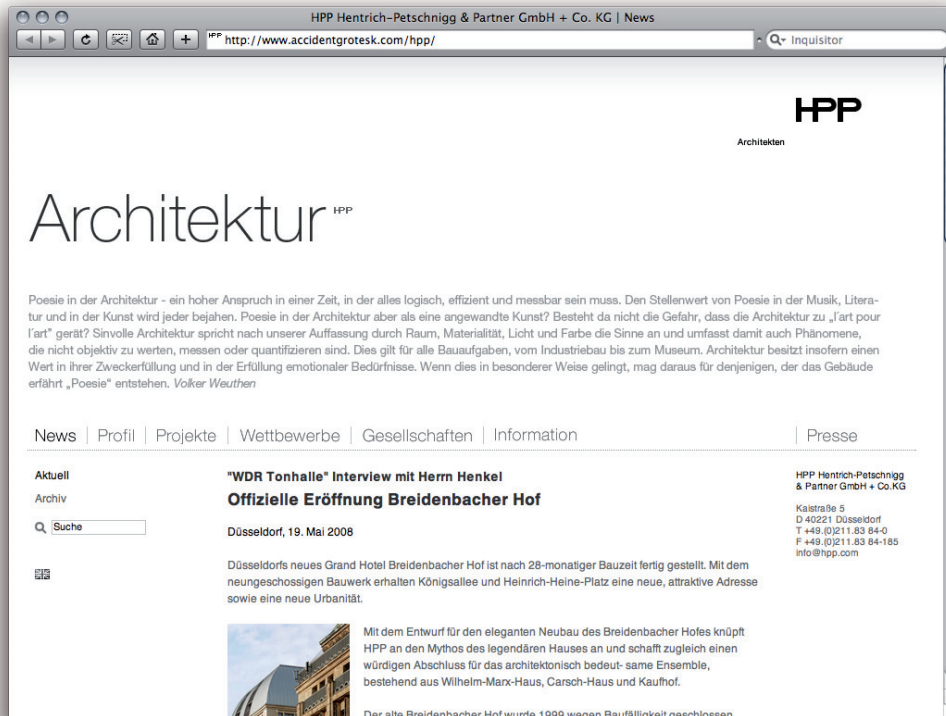 HPP Hentrich-Petschnigg & Partner GmbH + Co. KG | News
HPP http://www.accidentgrotesk.com/hpp/
Inquisitor
HPP
Architekten
Architektur HPP
Poesie in der Architektur - ein hoher Anspruch in einer Zeit, in der alles logisch, effizient und messbar sein muss. Den Stellenwert von Poesie in der Musik, Litera-
tur und in der Kunst wird jeder bejahen. Poesie in der Architektur aber als eine angewandte Kunst? Besteht da nicht die Gefahr, dass die Architektur zu „l´art pour
l´art" gerät? Sinvolle Architektur spricht nach unserer Auffassung durch Raum, Materialität, Licht und Farbe die Sinne an und umfasst damit auch Phänomene,
die nicht objektiv zu werten, messen oder quantifizieren sind. Dies gilt für alle Bauaufgaben, vom Industriebau bis zum Museum. Architektur besitzt insofern einen
Wert in ihrer Zweckerfüllung und in der Erfüllung emotionaler Bedürfnisse. Wenn dies in besonderer Weise gelingt, mag daraus für denjenigen, der das Gebäude
erfährt „Poesie" entstehen. Volker Weuthen
News | Profil | Projekte | Wettbewerbe | Gesellschaften | Information | Presse
Aktuell
Archiv
Suche
"WDR Tonhalle" Interview mit Herrn Henkel
Offizielle Eröffnung Breidenbacher Hof
Düsseldorf, 19. Mai 2008
Düsseldorfs neues Grand Hotel Breidenbacher Hof ist nach 28-monatiger Bauzeit fertig gestellt. Mit dem
neungeschossigen Bauwerk erhalten Königsallee und Heinrich-Heine-Platz eine neue, attraktive Adresse
sowie eine neue Urbanität.
Mit dem Entwurf für den eleganten Neubau des Breidenbacher Hofes knüpft
HPP an den Mythos des legendären Hauses an und schafft zugleich einen
würdigen Abschluss für das architektonisch bedeut- same Ensemble,
bestehend aus Wilhelm-Marx-Haus, Carsch-Haus und Kaufhof.
Der alte Breidenbacher Hof wurde 1999 wegen Baufälligkeit geschlossen
HPP Hentrich-Petschnigg
& Partner GmbH + Co.KG
Kaistraße 5
D 40221 Düsseldorf
T +49.(0)211.83 84-0
F +49.(0)211.83 84-185
info@hpp.com